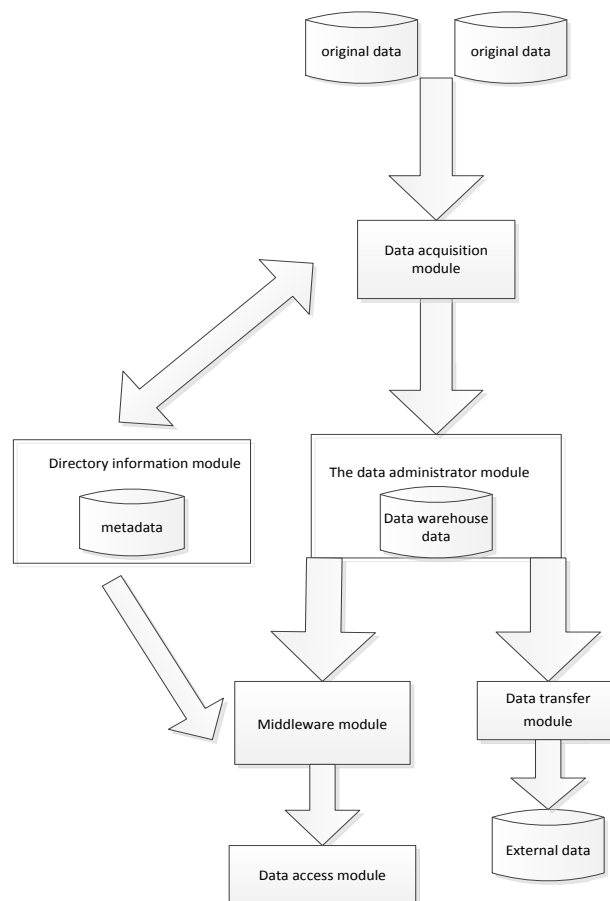 original data
original data
Data acquisition
module
Directory information module
metadata
The data administrator module
Data warehouse
data
Middleware module
Data transfer
module
Data access module
External data